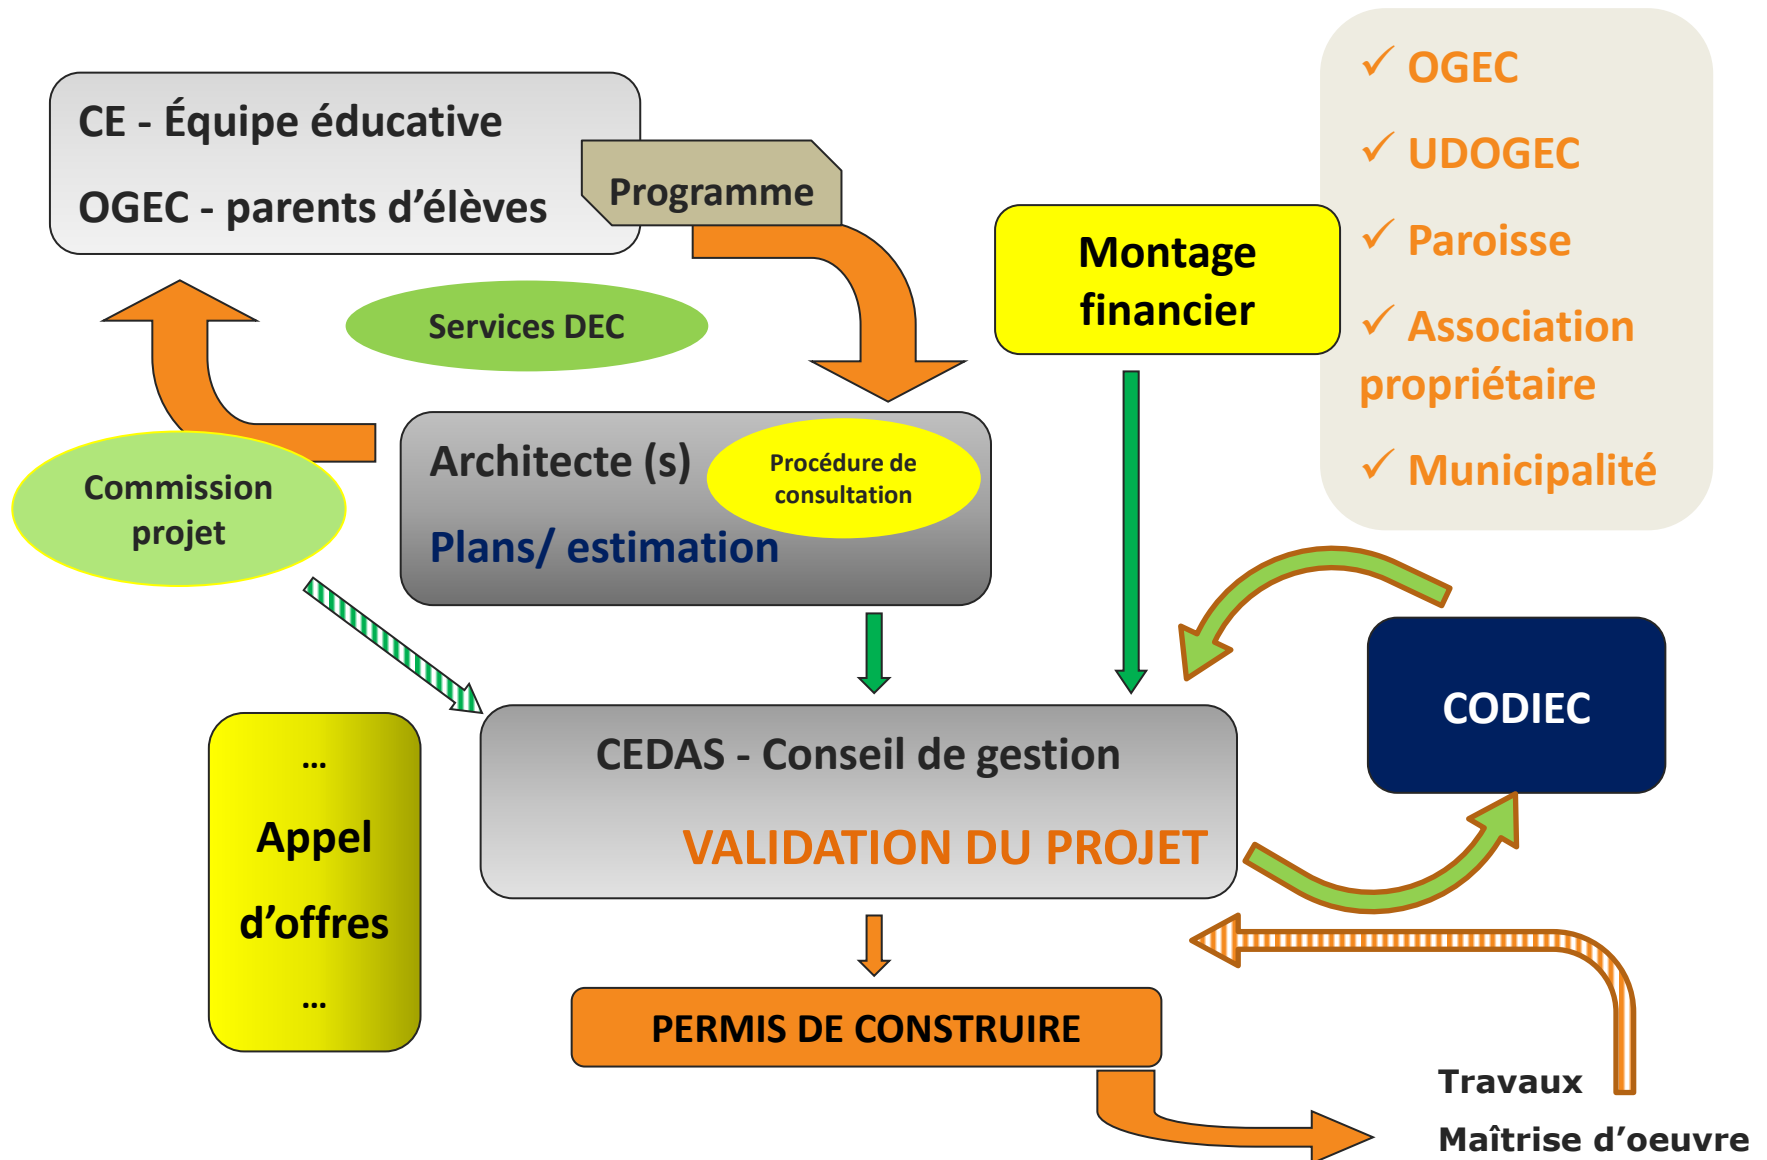 CE - Équipe éducative
OGEC - parents d’élèves
Programme
Services DEC
Montage
financier
✓ OGEC
✓ UDOGEC
✓ Paroisse
✓ Association
propriétaire
✓ Municipalité
Commission
projet
Architecte (s)
Procédure de
consultation
Plans/ estimation
CODIEC
...
Appel
d’offres
...
CEDAS - Conseil de gestion
VALIDATION DU PROJET
PERMIS DE CONSTRUIRE
Travaux
Maîtrise d’oeuvre